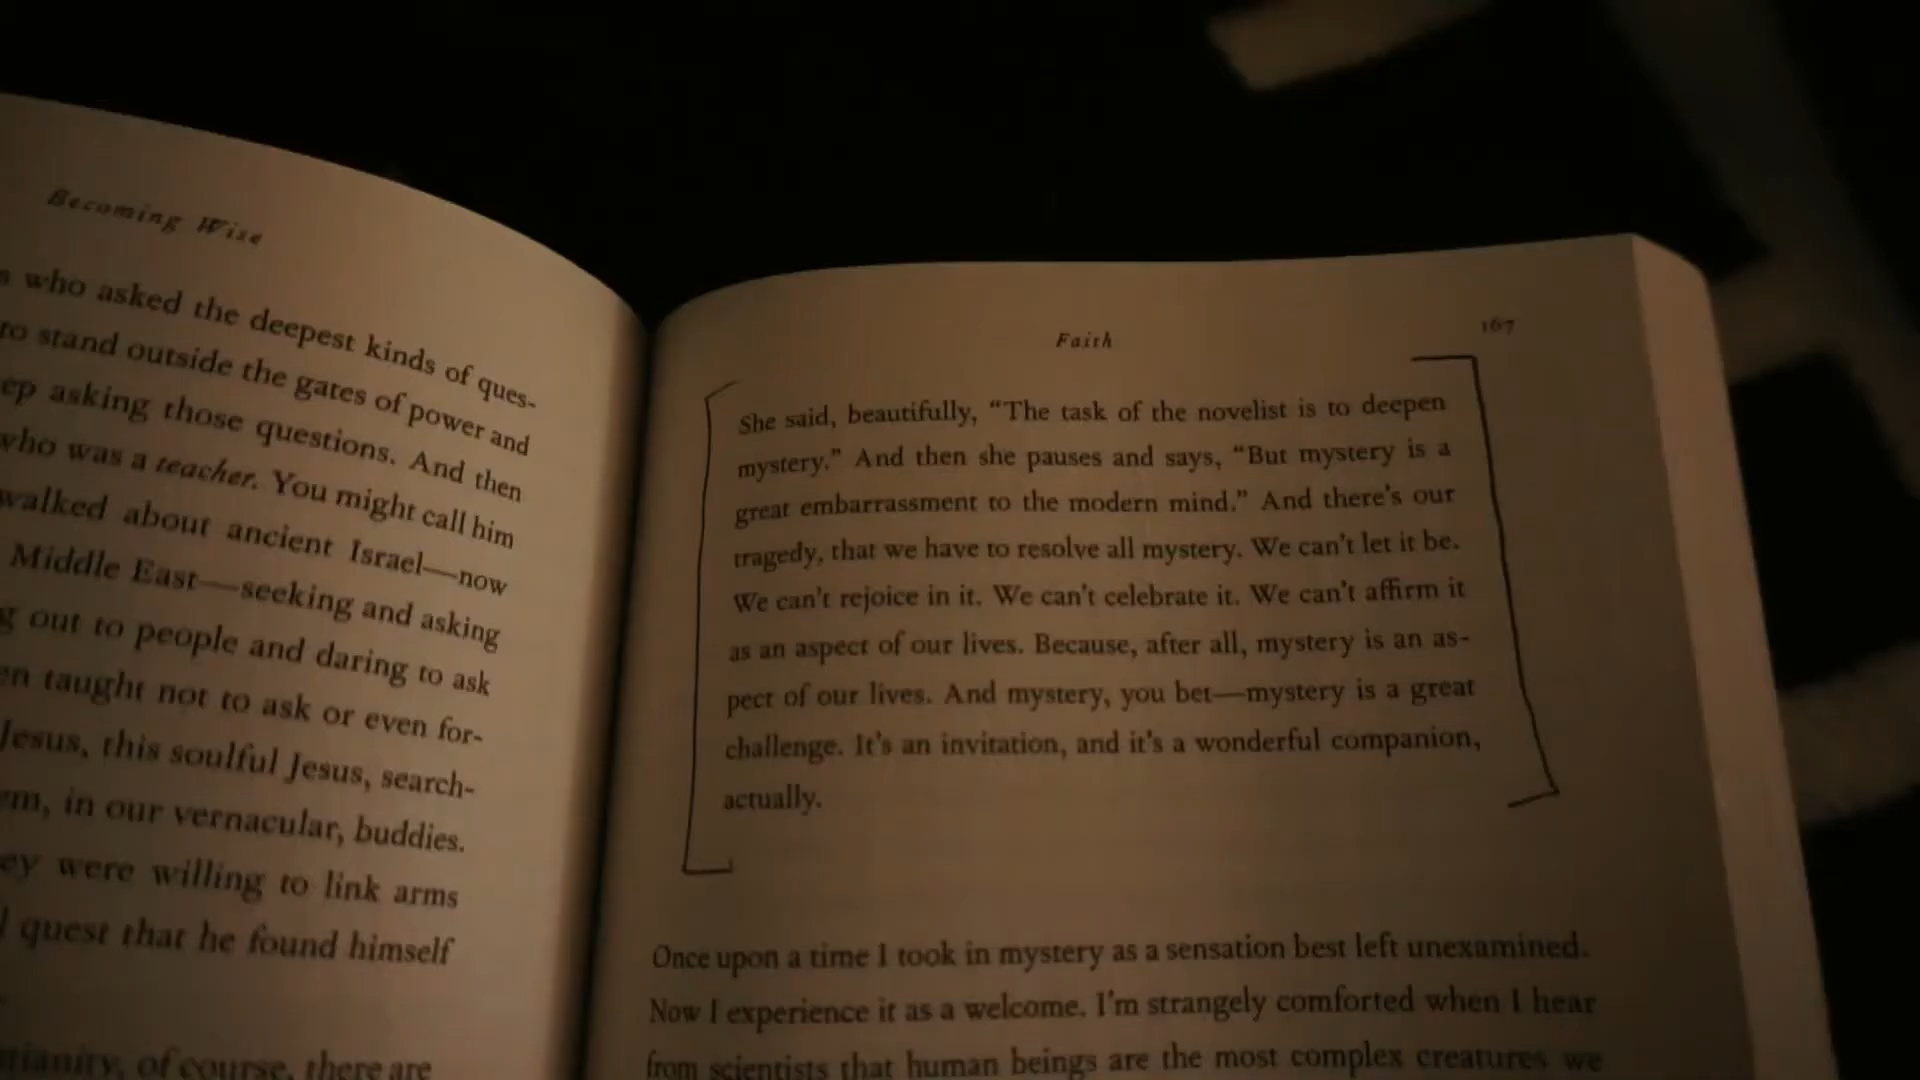 Becoming Wise
who asked the deepest kinds of ques-
to stand outside the gates of power and
asking those questions. And then
who was a teacher. You might call him
walked about ancient Israel—now
Middle East—seeking and asking
out to people and daring to ask
taught not to ask or even for-
Jesus, this soulful Jesus, search-
in our vernacular, buddies.
were willing to link arms
quest that he found himself
of course, there are
Faith
167
She said, beautifully, “The task of the novelist is to deepen
mystery.” And then she pauses and says, “But mystery is a
great embarrassment to the modern mind.” And there’s our
tragedy, that we have to resolve all mystery. We can’t let it be.
We can’t rejoice in it. We can’t celebrate it. We can’t affirm it
as an aspect of our lives. Because, after all, mystery is an as-
pect of our lives. And mystery, you bet—mystery is a great
challenge. It’s an invitation, and it’s a wonderful companion,
actually.
Once upon a time I took in mystery as a sensation best left unexamined.
Now I experience it as a welcome. I’m strangely comforted when I hear
from scientists that human beings are the most complex creatures we